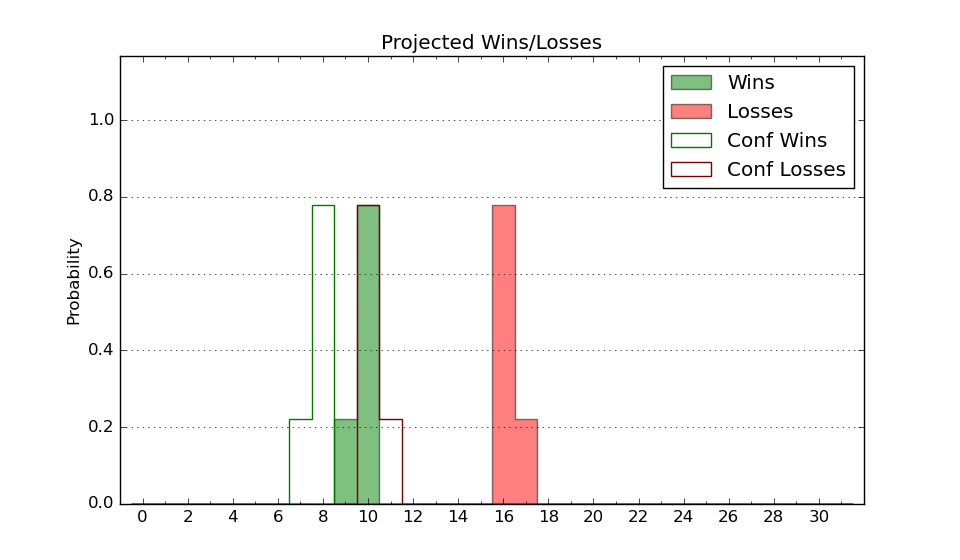 Projected Wins/Losses
Wins
Losses
Conf Wins
Conf Losses
Probability
1.0
0.8
0.6
0.4
0.2
0.0
0 2 4 6 8 10 12 14 16 18 20 22 24 26 28 30